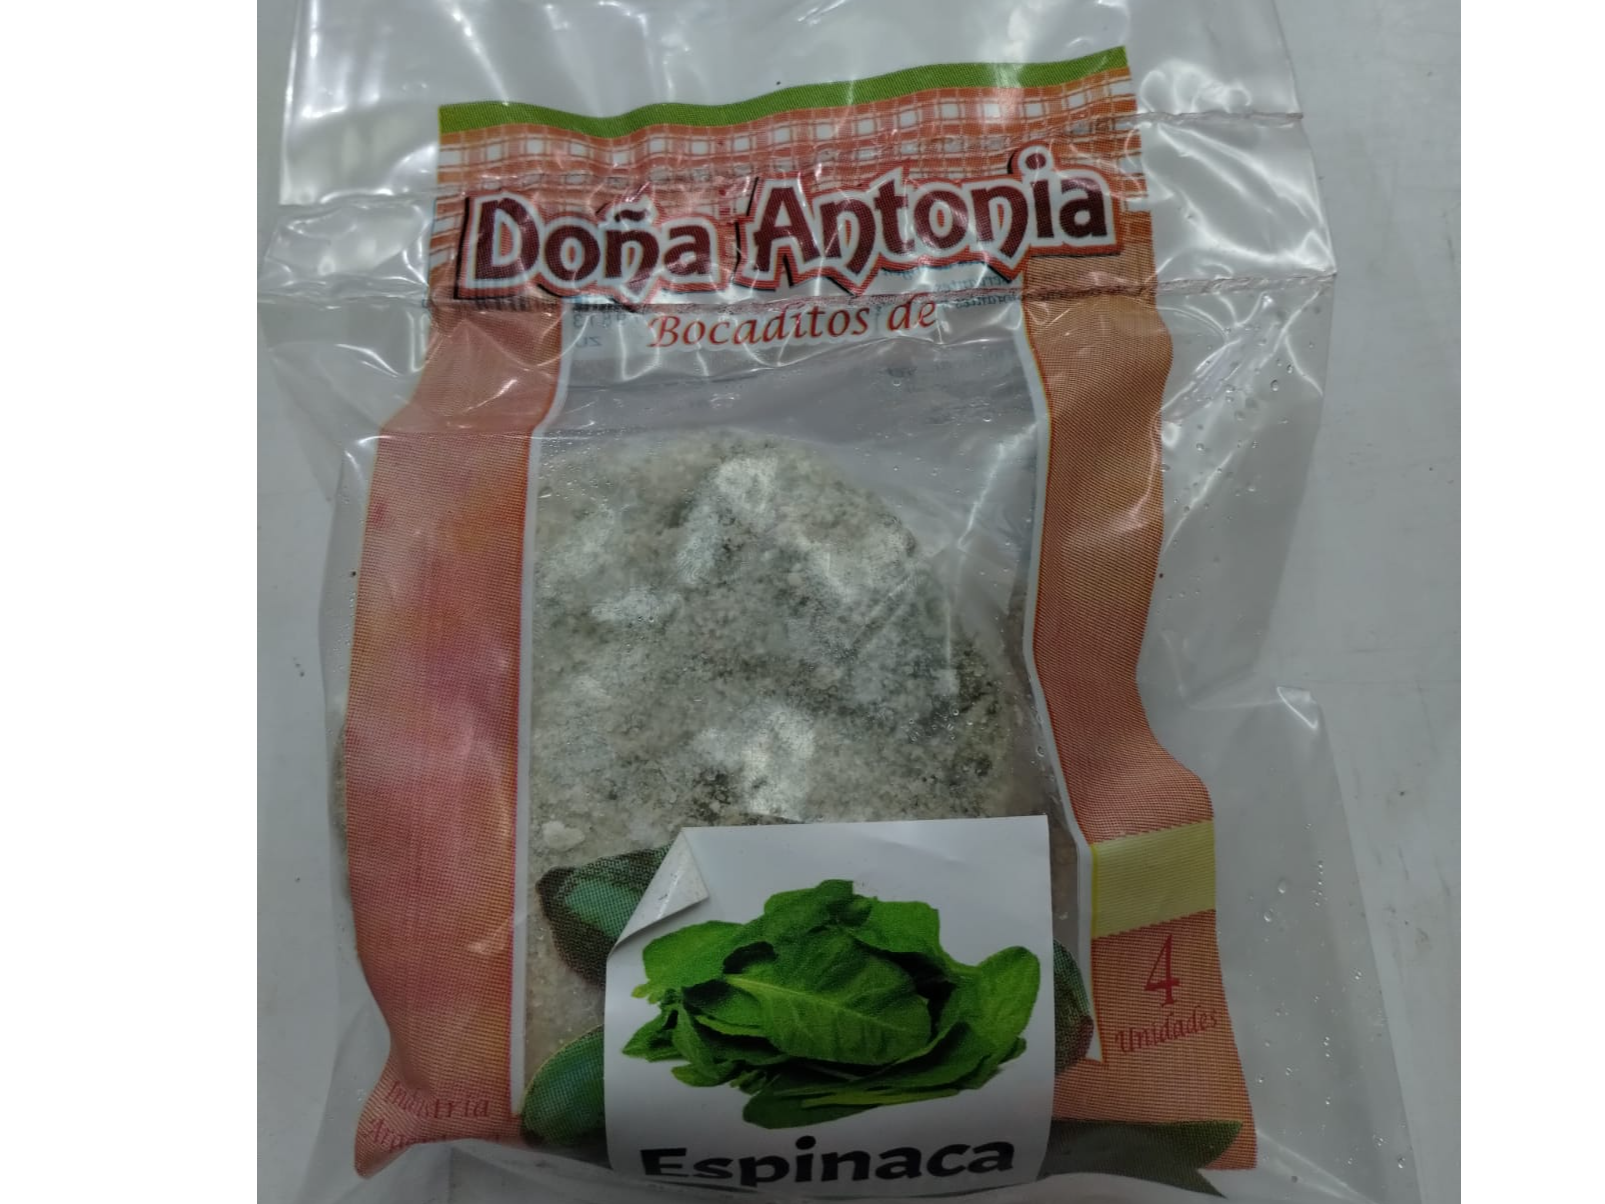 Doña Antonia
Bocaditos de
4
Unidades
Industria
Espinaca